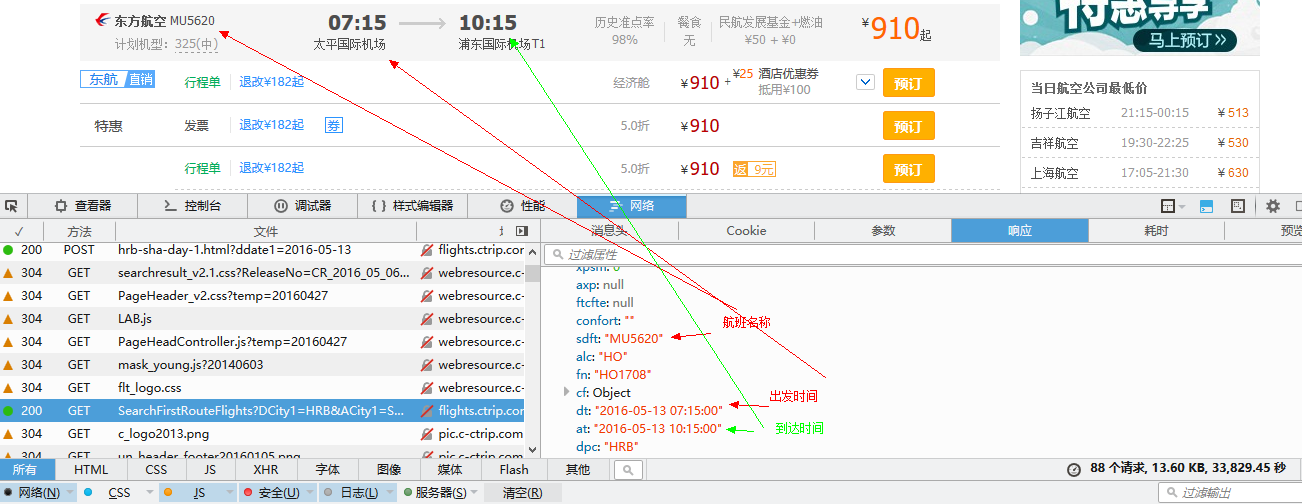 东方航空 MU5620
计划机型: 325(中)
07:15
10:15
太平国际机场
浦东国际机场T1
历史准点率
98%
餐食
无
民航发展基金+燃油
¥50 + ¥0
¥910起
东航 直销
行程单
退改¥182起
经济舱
¥910
+
¥25 酒店优惠券
抵用¥100
预订
特惠
发票
退改¥182起
券
5.0折
¥910
预订
行程单
退改¥182起
5.0折
¥910
返 9元
预订
马上预订
当日航空公司最低价
扬子江航空 21:15-00:15 ¥ 513
吉祥航空 19:30-22:25 ¥ 530
上海航空 17:05-21:30 ¥ 630
查看器
控制台
调试器
样式编辑器
性能
网络
✓ 方法 文件
消息头
Cookie
参数
响应
耗时
预览
200 POST hrb-sha-day-1.html?ddate1=2016-05-13 flights.ctrip.com
304 GET searchresult_v2.1.css?ReleaseNo=CR_2016_05_06... webresource.c-
304 GET PageHeader_v2.css?temp=20160427 webresource.c-
304 GET LAB.js webresource.c-
304 GET PageHeadController.js?temp=20160427 webresource.c-
304 GET mask_young.js?20140603 webresource.c-
304 GET flt_logo.css webresource.c-
200 GET SearchFirstRouteFlights?DCity1=HRB&ACity1=S... flights.ctrip.com
304 GET c_logo2013.png pic.c-ctrip.com
304 GET un_header_footer20160105.png pic.c-ctrip.com
过滤属性
xpsm: 0
axp: null
ftcfte: null
confort: ""
sdft: "MU5620"
alc: "HO"
fn: "HO1708"
cf: Object
dt: "2016-05-13 07:15:00"
at: "2016-05-13 10:15:00"
dpc: "HRB"
航班名称
出发时间
到达时间
所有
HTML
CSS
JS
XHR
字体
图像
媒体
Flash
其他
88 个请求, 13.60 KB, 33,829.45 秒
网络(N)
CSS
JS
安全(U)
日志(L)
服务器(S)
清空(R)
过滤输出